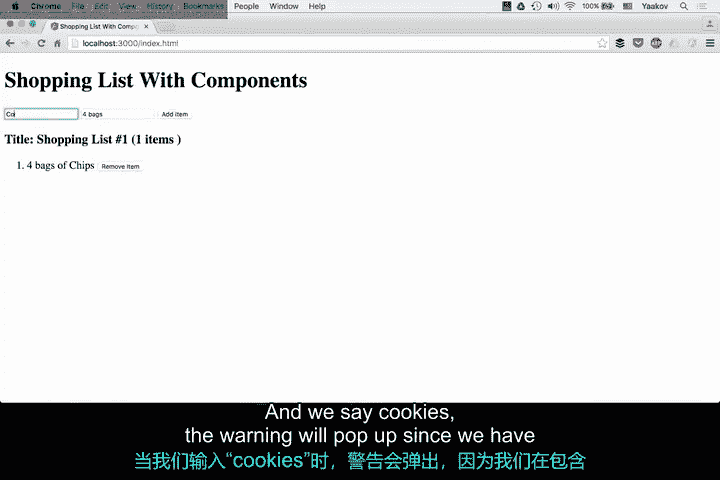 Chrome File Edit View History Bookmarks People Window Help 100% Yaakov
Shopping List With Compo
localhost:3000/index.html
Shopping List With Components
Co 4 bags Add Item
Title: Shopping List #1 (1 items )
1. 4 bags of Chips Remove Item
And we say cookies,
the warning will pop up since we have
当我们输入“cookies”时，警告会弹出，因为我们在包含